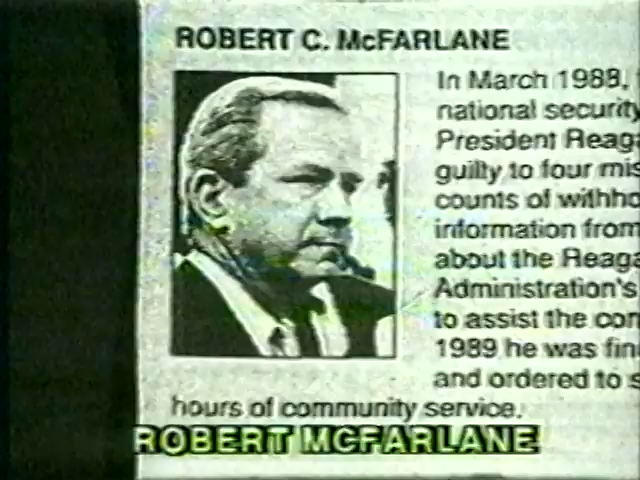 ROBERT C. McFARLANE
In March 1988,
national security
President Reag
guilty to four mis
counts of withho
information from
about the Reaga
Administration's
to assist the con
1989 he was fin
and ordered to s
hours of community service.
ROBERT MCFARLANE